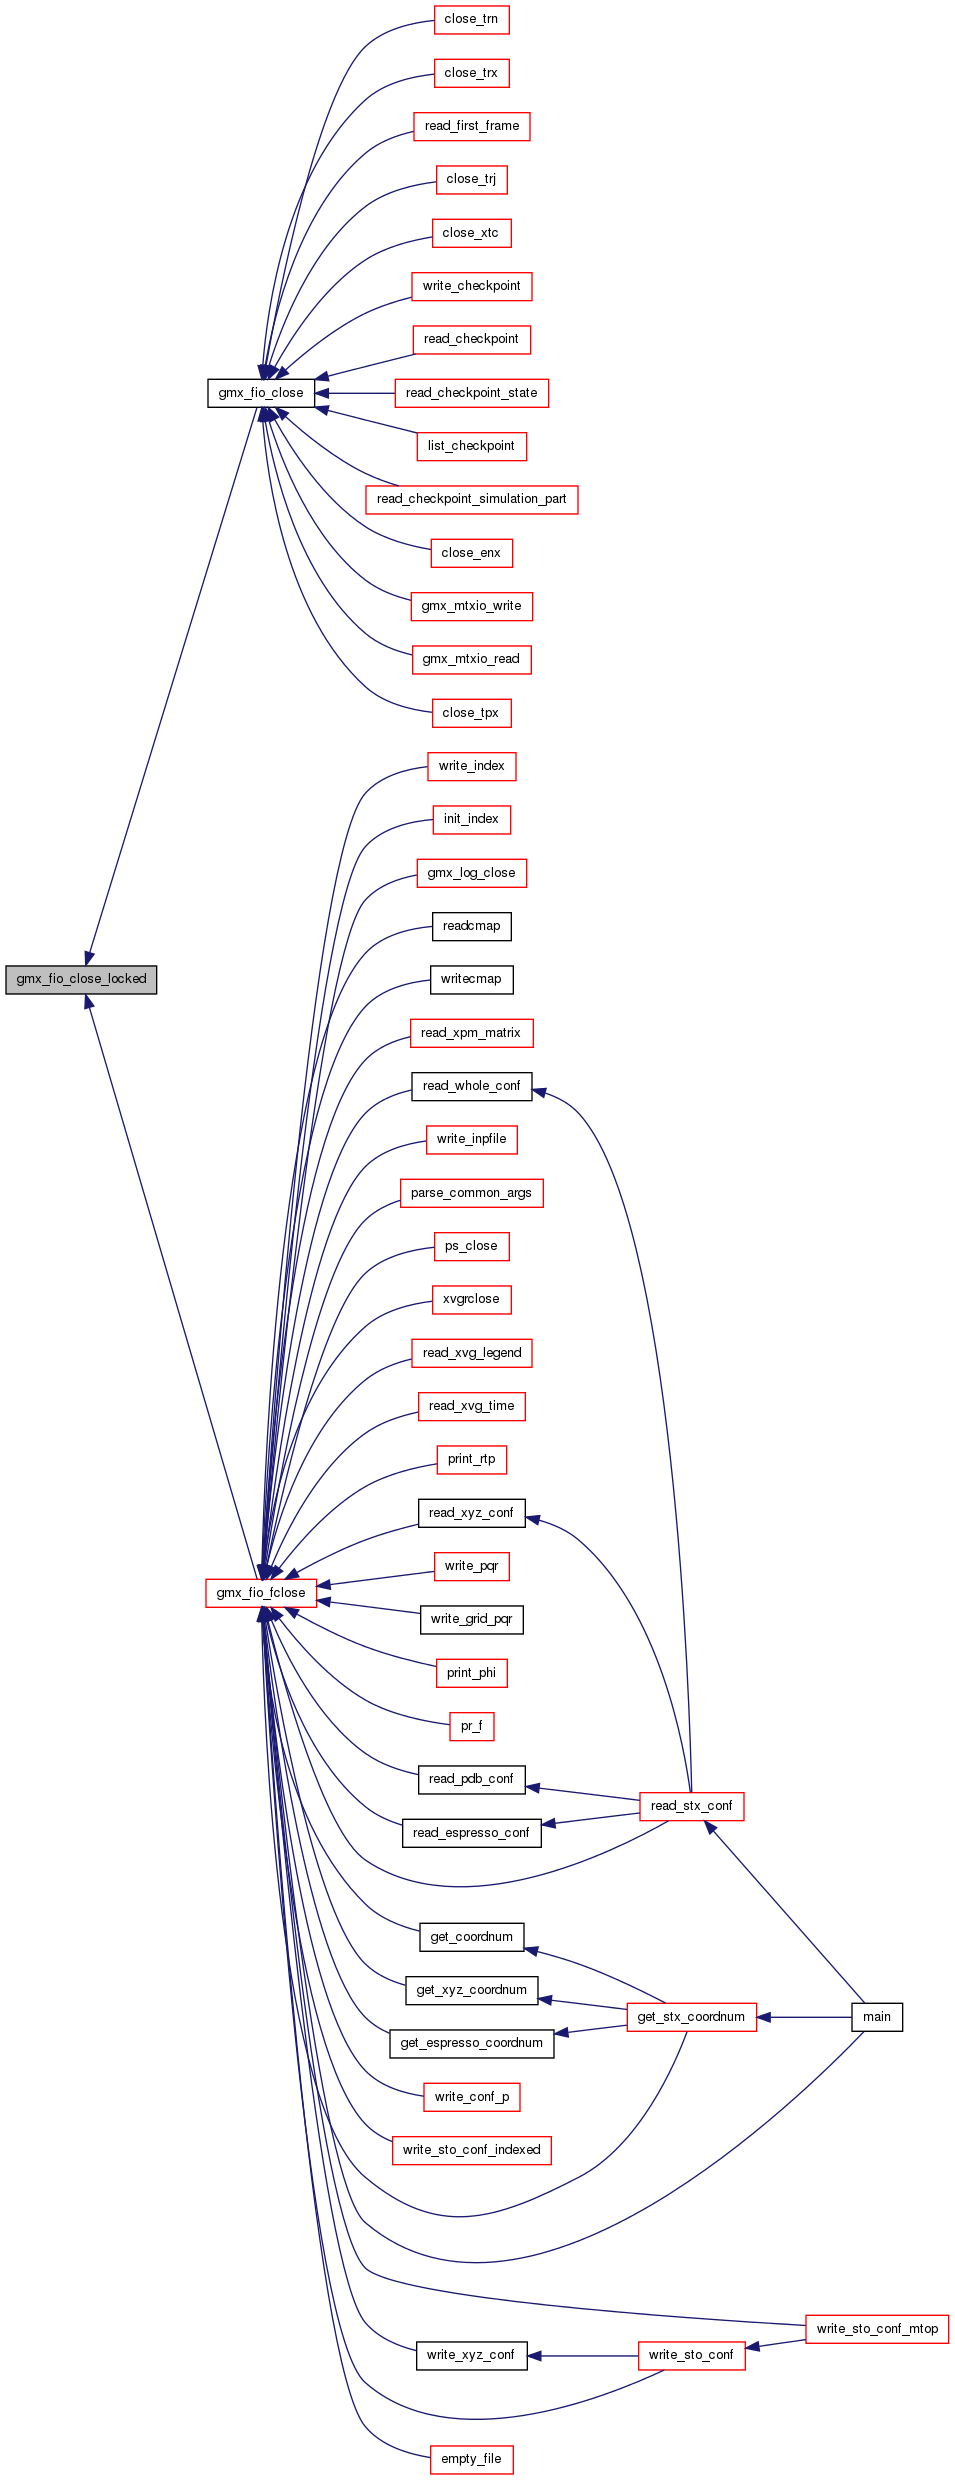 close_trn
close_trx
read_first_frame
close_trj
close_xtc
write_checkpoint
read_checkpoint
gmx_fio_close
read_checkpoint_state
list_checkpoint
read_checkpoint_simulation_part
close_enx
gmx_mtxio_write
gmx_mtxio_read
close_tpx
write_index
init_index
gmx_log_close
readcmap
gmx_fio_close_locked
writecmap
read_xpm_matrix
read_whole_conf
write_inpfile
parse_common_args
ps_close
xvgrclose
read_xvg_legend
read_xvg_time
print_rtp
read_xyz_conf
write_pqr
gmx_fio_fclose
write_grid_pqr
print_phi
pr_f
read_pdb_conf
read_stx_conf
read_espresso_conf
get_coordnum
get_xyz_coordnum
get_stx_coordnum
main
get_espresso_coordnum
write_conf_p
write_sto_conf_indexed
write_sto_conf_mtop
write_xyz_conf
write_sto_conf
empty_file